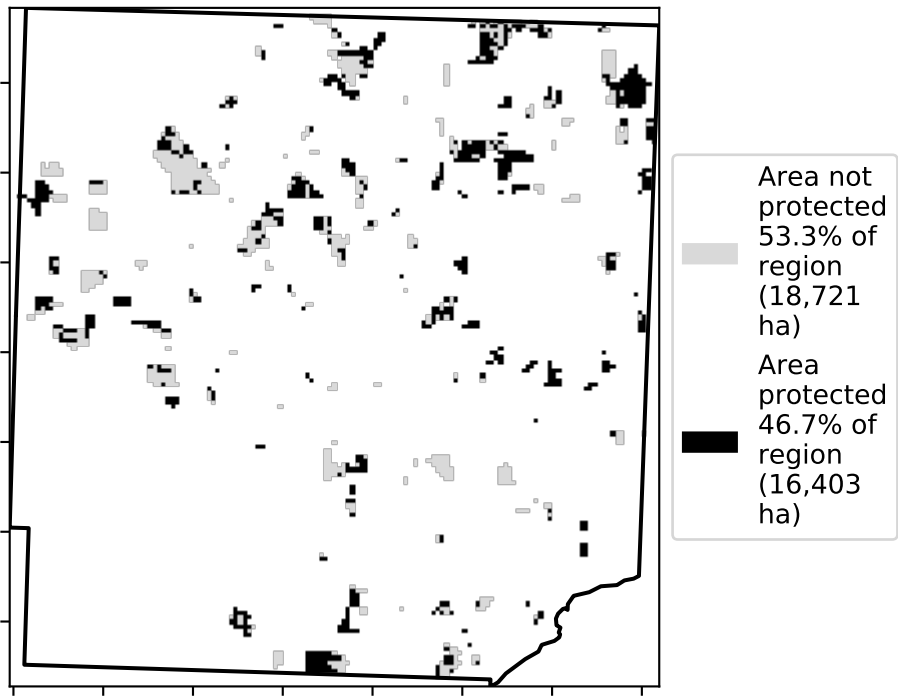 Area not
protected
53.3% of
region
(18,721
ha)
Area
protected
46.7% of
region
(16,403
ha)